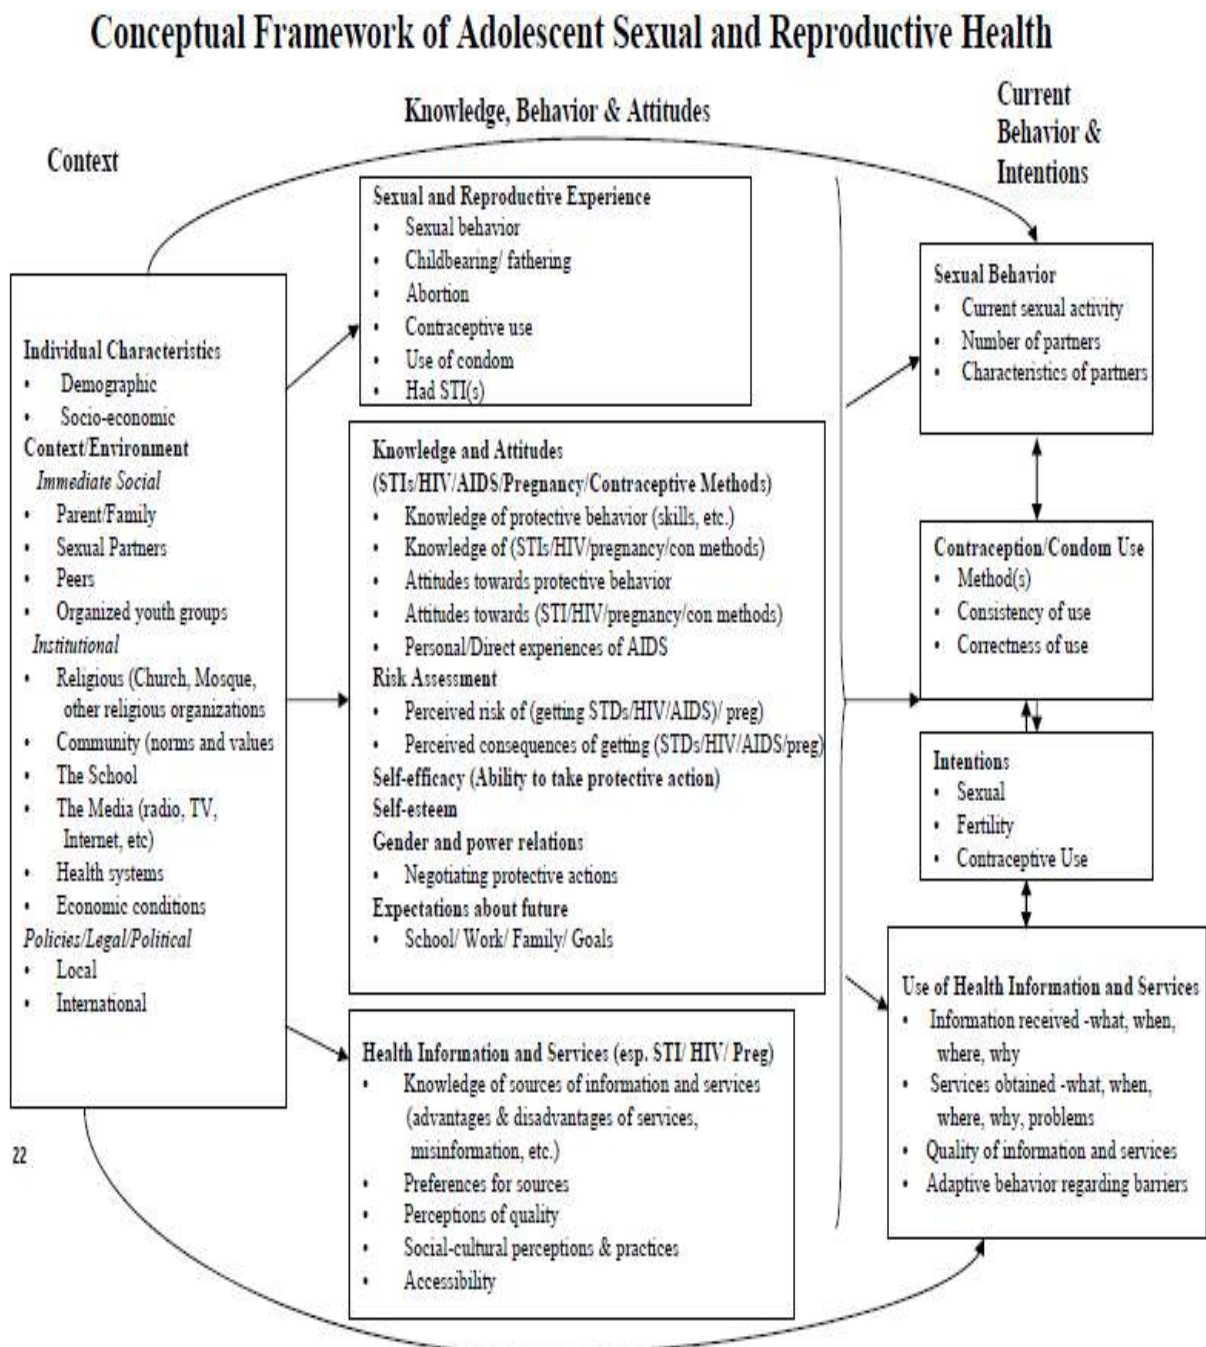 Conceptual Framework of Adolescent Sexual and Reproductive Health
Context
Knowledge, Behavior & Attitudes
Current
Behavior &
Intentions
Individual Characteristics
• Demographic
• Socio-economic
Context/Environment
Immediate Social
• Parent/Family
• Sexual Partners
• Peers
• Organized youth groups
Institutional
• Religious (Church, Mosque,
other religious organizations
• Community (norms and values
• The School
• The Media (radio, TV,
Internet, etc)
• Health systems
• Economic conditions
Policies/Legal/Political
• Local
• International
22
Sexual and Reproductive Experience
• Sexual behavior
• Childbearing/ fathering
• Abortion
• Contraceptive use
• Use of condom
• Had STI(s)
Knowledge and Attitudes
(STIs/HIV/AIDS/Pregnancy/Contraceptive Methods)
• Knowledge of protective behavior (skills, etc.)
• Knowledge of (STIs/HIV/pregnancy/con methods)
• Attitudes towards protective behavior
• Attitudes towards (STI/HIV/pregnancy/con methods)
• Personal/Direct experiences of AIDS
Risk Assessment
• Perceived risk of (getting STDs/HIV/AIDS)/ preg)
• Perceived consequences of getting (STDs/HIV/AIDS/preg)
Self-efficacy (Ability to take protective action)
Self-esteem
Gender and power relations
• Negotiating protective actions
Expectations about future
• School/ Work/ Family/ Goals
Health Information and Services (esp. STI/ HIV/ Preg)
• Knowledge of sources of information and services
(advantages & disadvantages of services,
misinformation, etc.)
• Preferences for sources
• Perceptions of quality
• Social-cultural perceptions & practices
• Accessibility
Sexual Behavior
• Current sexual activity
• Number of partners
• Characteristics of partners
Contraception/Condom Use
• Method(s)
• Consistency of use
• Correctness of use
Intentions
• Sexual
• Fertility
• Contraceptive Use
Use of Health Information and Services
• Information received -what, when,
where, why
• Services obtained -what, when,
where, why, problems
• Quality of information and services
• Adaptive behavior regarding barriers